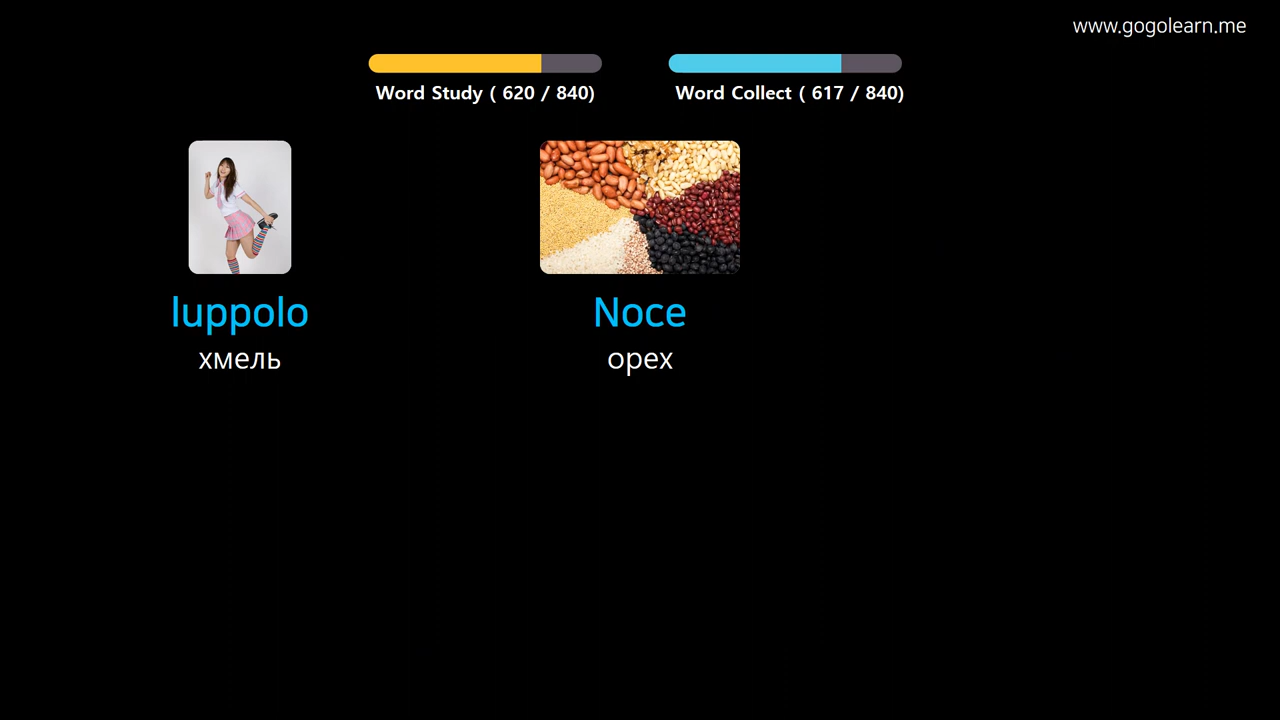 www.gogolearn.me
Word Study ( 620 / 840)
Word Collect ( 617 / 840)
luppolo
хмель
Noce
орех